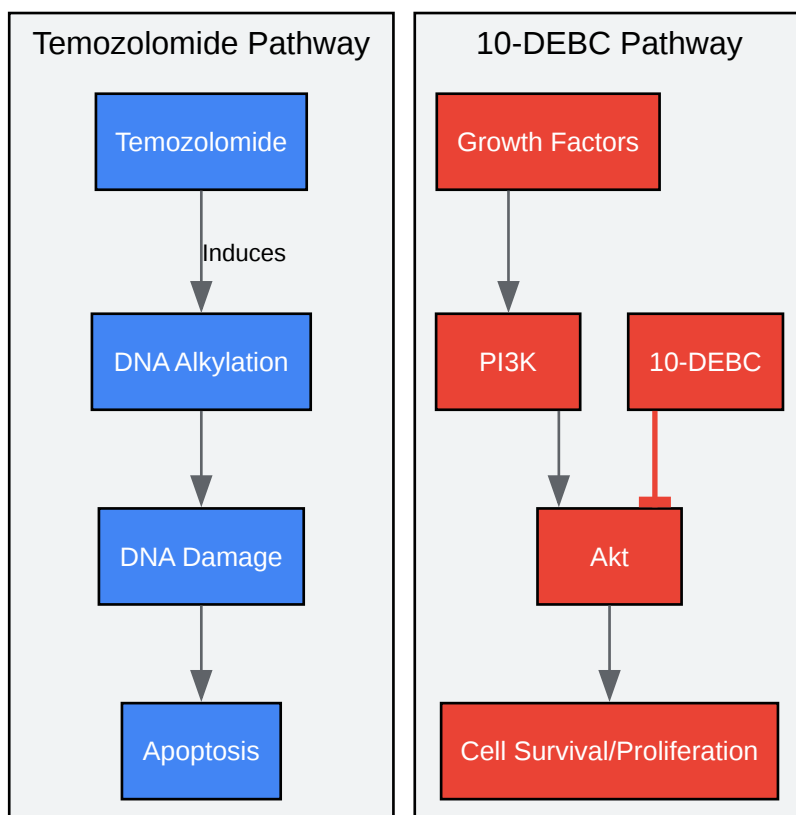 Temozolomide Pathway
Temozolomide
Induces
DNA Alkylation
DNA Damage
Apoptosis
10-DEBC Pathway
Growth Factors
PI3K
10-DEBC
Akt
Cell Survival/Proliferation